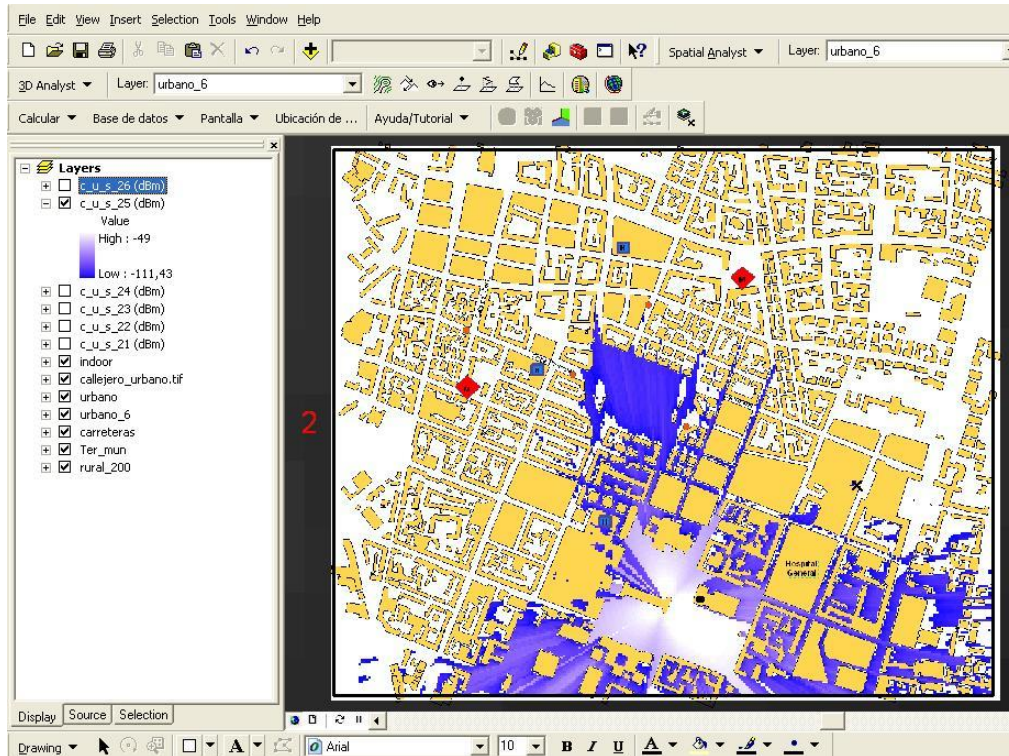 File Edit View Insert Selection Tools Window Help
Spatial Analyst Layer: urbano_6
3D Analyst Layer: urbano_6
Calcular Base de datos Pantalla Ubicación de ... Ayuda/Tutorial
Layers
c_u_s_26 (dBm)
c_u_s_25 (dBm)
Value
High : -49
Low : -111,43
c_u_s_24 (dBm)
c_u_s_23 (dBm)
c_u_s_22 (dBm)
c_u_s_21 (dBm)
indoor
callejero_urbano.tif
urbano
urbano_6
carreteras
Ter_mun
rural_200
2
Hospital
General
Display Source Selection
Drawing A Arial 10 B I U A